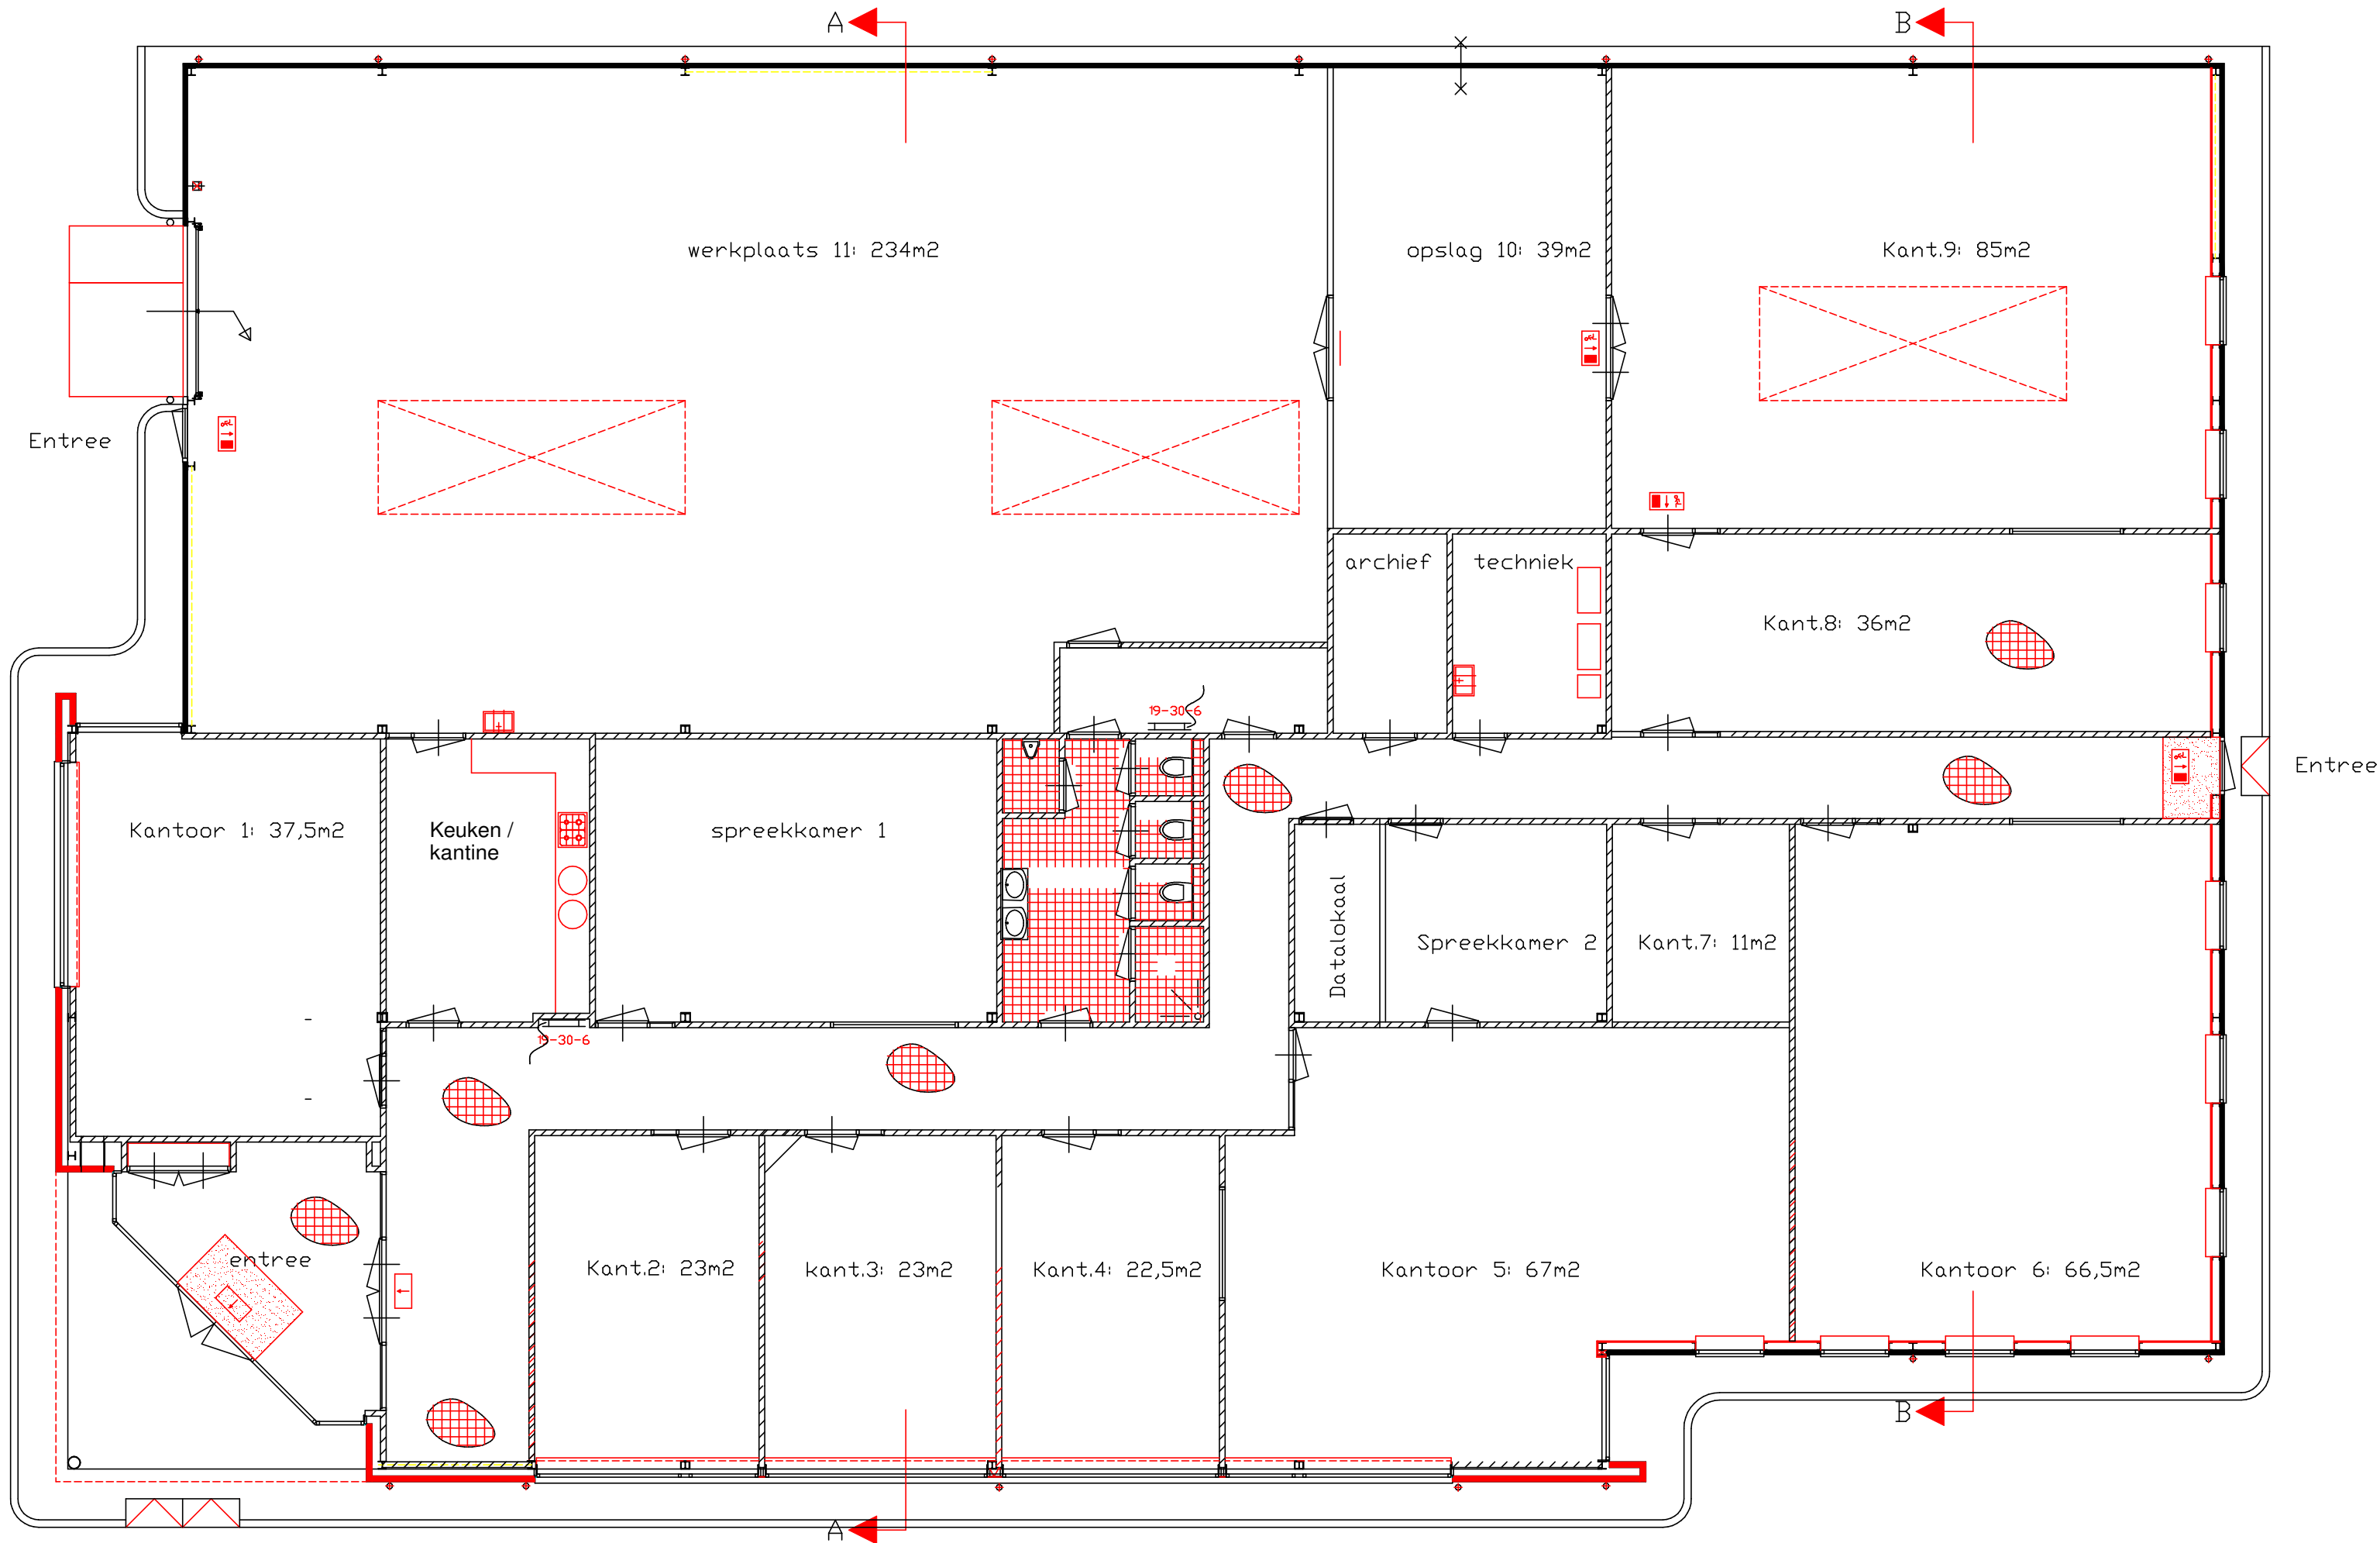 A
B
werkplaats 11: 234m2
opslag 10: 39m2
Kant.9: 85m2
Entree
archief
techniek
Kant.8: 36m2
19-30-6
Entree
Kantoor 1: 37,5m2
Keuken /
kantine
spreekkamer 1
Datalokaal
Spreekkamer 2
Kant.7: 11m2
19-30-6
entree
Kant.2: 23m2
kant.3: 23m2
Kant.4: 22,5m2
Kantoor 5: 67m2
Kantoor 6: 66,5m2
B
A